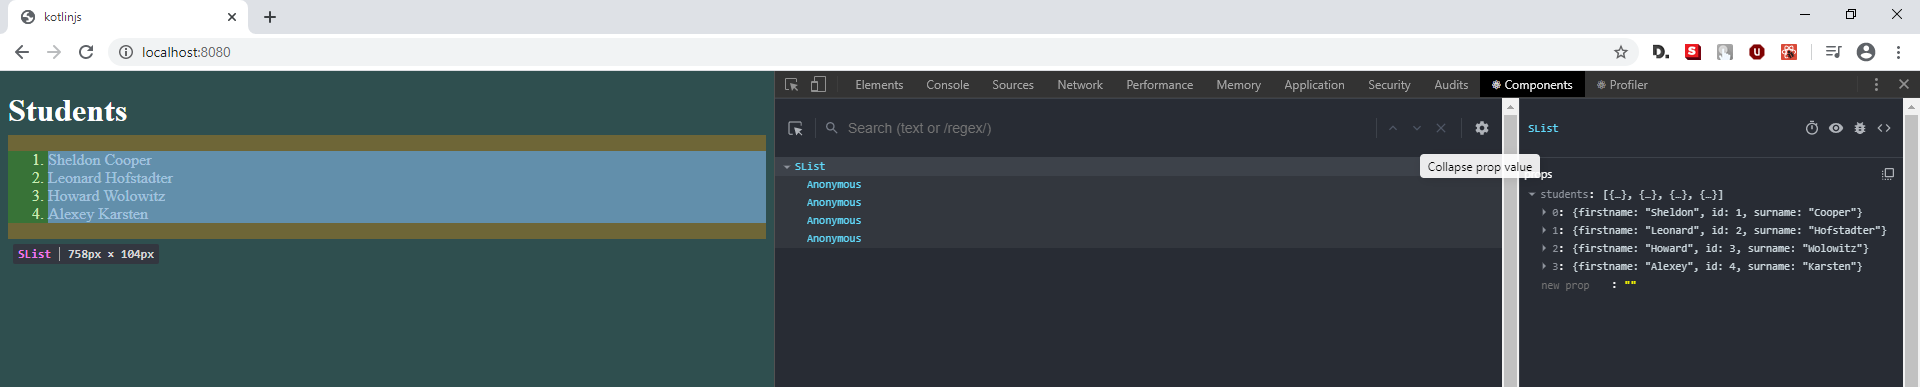 kotlinjs
localhost:8080
Students
1. Sheldon Cooper
2. Leonard Hofstadter
3. Howard Wolowitz
4. Alexey Karsten
SList | 758px × 104px
Elements Console Sources Network Performance Memory Application Security Audits Components Profiler
Search (text or /regex/)
SList
Anonymous
Anonymous
Anonymous
Anonymous
SList
Collapse prop value
props
students: [{…}, {…}, {…}, {…}]
0: {firstname: "Sheldon", id: 1, surname: "Cooper"}
1: {firstname: "Leonard", id: 2, surname: "Hofstadter"}
2: {firstname: "Howard", id: 3, surname: "Wolowitz"}
3: {firstname: "Alexey", id: 4, surname: "Karsten"}
new prop : ""